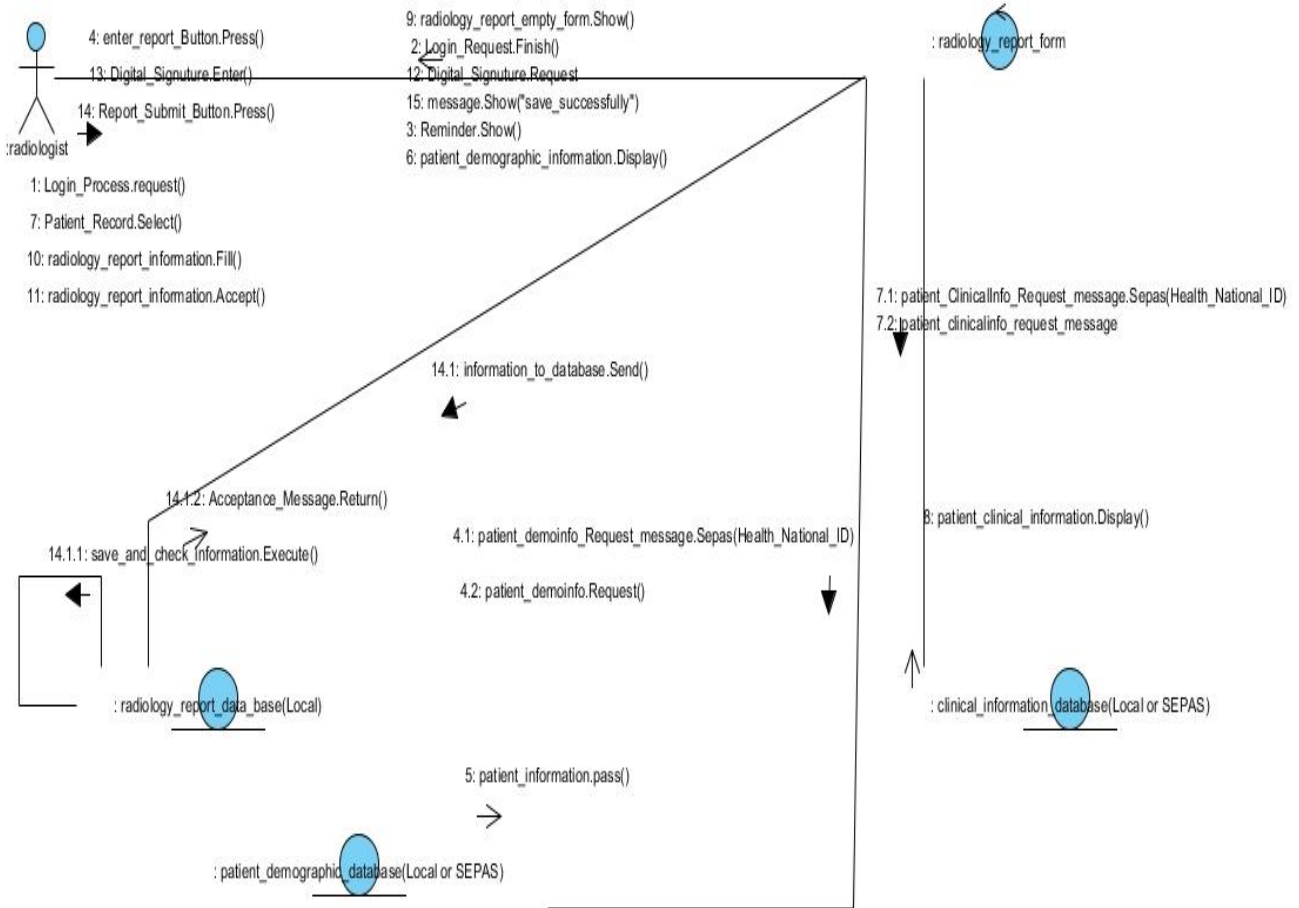 9: radiology_report_empty_form.Show()
4: enter_report_Button.Press()
: radiology_report_form
2: Login_Request.Finish()
13: Digital_Signuture.Enter()
12: Digital_Signuture.Request
14: Report_Submit_Button.Press()
15: message.Show("save_successfully")
3: Reminder.Show()
:radiologist
6: patient_demographic_information.Display()
1: Login_Process.request()
7: Patient_Record.Select()
10: radiology_report_information.Fill()
11: radiology_report_information.Accept()
7.1: patient_ClinicalInfo_Request_message.Sepas(Health_National_ID)
7.2: patient_clinicalinfo_request_message
14.1: information_to_database.Send()
14.1.2: Acceptance_Message.Return()
8: patient_clinical_information.Display()
4.1: patient_demoinfo_Request_message.Sepas(Health_National_ID)
14.1.1: save_and_check_information.Execute()
4.2: patient_demoinfo.Request()
: radiology_report_data_base(Local)
: clinical_information_database(Local or SEPAS)
5: patient_information.pass()
: patient_demographic_database(Local or SEPAS)